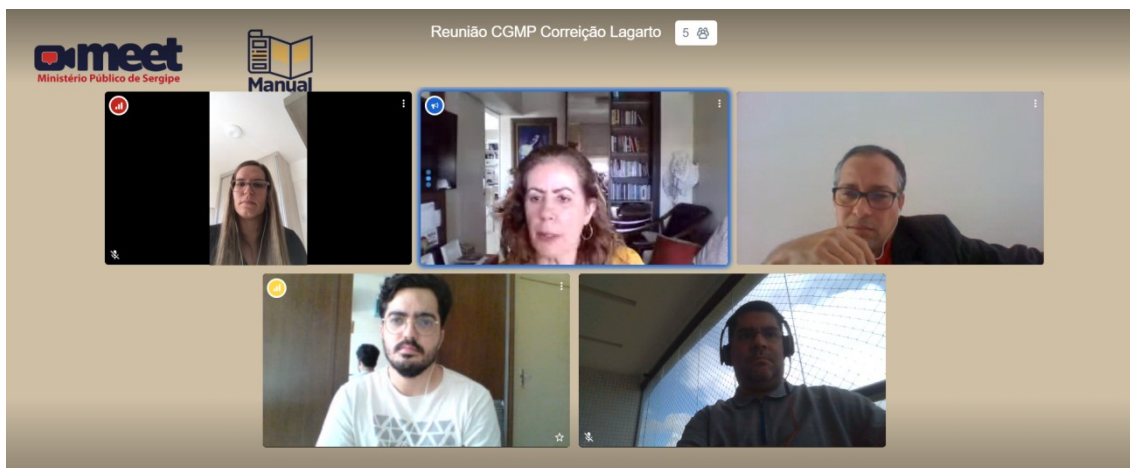 Reunião CGMP Correição Lagarto 5
meet
Ministério Público de Sergipe
Manual